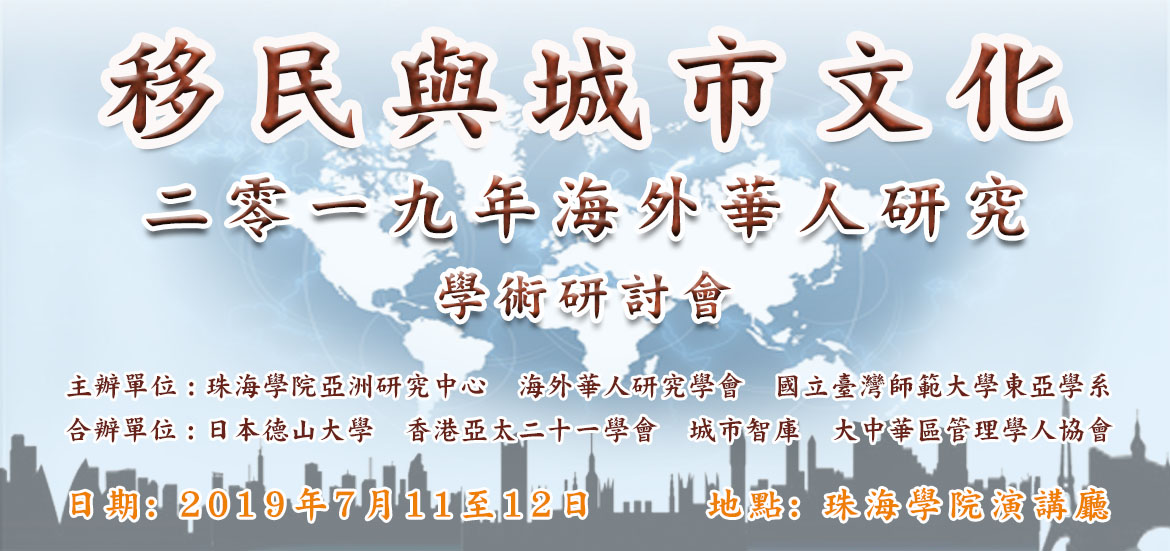 移民與城市文化
二零一九年海外華人研究
學術研討會
主辦單位：珠海學院亞洲研究中心　海外華人研究學會　國立臺灣師範大學東亞學系
合辦單位：日本德山大學　香港亞太二十一學會　城市智庫　大中華區管理學人協會
日期: 2019年7月11至12日　地點: 珠海學院演講廳